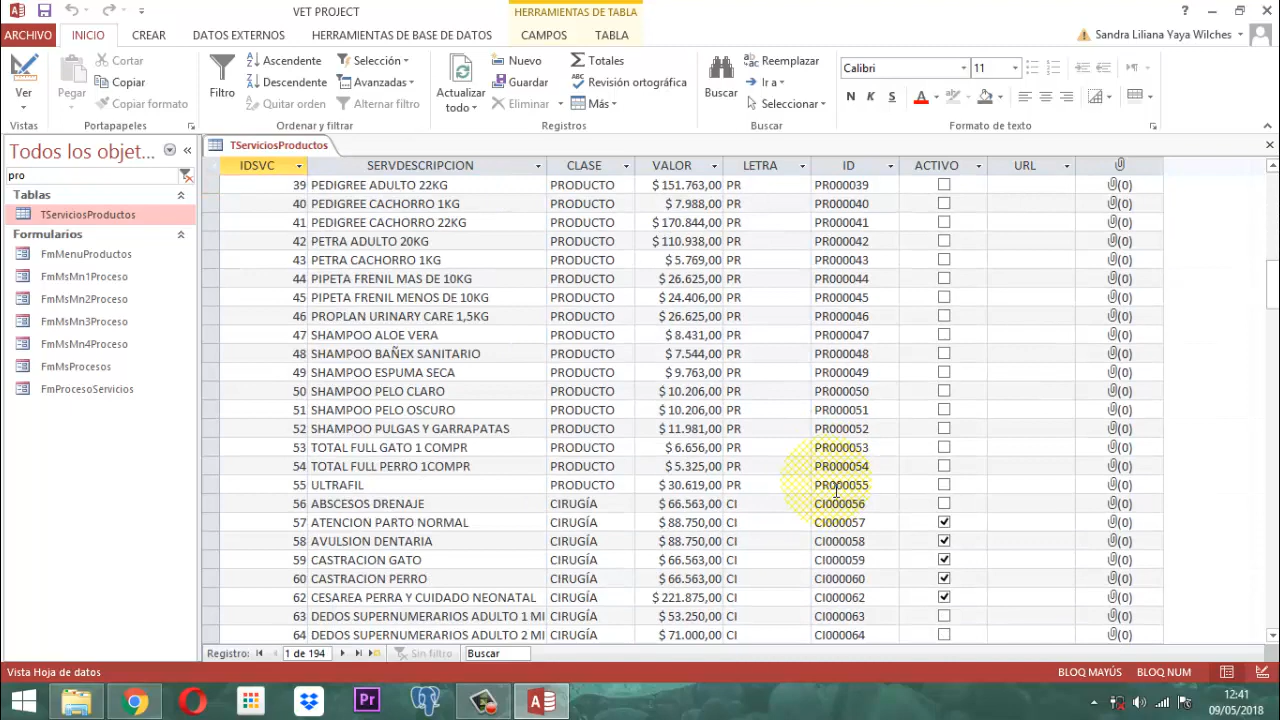 VET PROJECT
HERRAMIENTAS DE TABLA
?
ARCHIVO INICIO CREAR DATOS EXTERNOS HERRAMIENTAS DE BASE DE DATOS CAMPOS TABLA Sandra Liliana Yaya Wilches
Ver
Vistas
Pegar
Cortar
Copiar
Copiar formato
Portapapeles
Filtro
Ascendente
Descendente
Quitar orden
Selección
Avanzadas
Alternar filtro
Ordenar y filtrar
Actualizar
todo
Nuevo
Guardar
Eliminar
Totales
Revisión ortográfica
Más
Registros
Buscar
Reemplazar
Ir a
Seleccionar
Buscar
Calibri 11
N K S A
Formato de texto
Todos los objet...
pro
Tablas
TServiciosProductos
Formularios
FmMenuProductos
FmMsMn1Proceso
FmMsMn2Proceso
FmMsMn3Proceso
FmMsMn4Proceso
FmMsProcesos
FmProcesoServicios
TServiciosProductos
IDSVC SERVDESCRIPCION CLASE VALOR LETRA ID ACTIVO URL
39 PEDIGREE ADULTO 22KG PRODUCTO $ 151.763,00 PR PR000039 (0)
40 PEDIGREE CACHORRO 1KG PRODUCTO $ 7.988,00 PR PR000040 (0)
41 PEDIGREE CACHORRO 22KG PRODUCTO $ 170.844,00 PR PR000041 (0)
42 PETRA ADULTO 20KG PRODUCTO $ 110.938,00 PR PR000042 (0)
43 PETRA CACHORRO 1KG PRODUCTO $ 5.769,00 PR PR000043 (0)
44 PIPETA FRENIL MAS DE 10KG PRODUCTO $ 26.625,00 PR PR000044 (0)
45 PIPETA FRENIL MENOS DE 10KG PRODUCTO $ 24.406,00 PR PR000045 (0)
46 PROPLAN URINARY CARE 1,5KG PRODUCTO $ 26.625,00 PR PR000046 (0)
47 SHAMPOO ALOE VERA PRODUCTO $ 8.431,00 PR PR000047 (0)
48 SHAMPOO BAÑEX SANITARIO PRODUCTO $ 7.544,00 PR PR000048 (0)
49 SHAMPOO ESPUMA SECA PRODUCTO $ 9.763,00 PR PR000049 (0)
50 SHAMPOO PELO CLARO PRODUCTO $ 10.206,00 PR PR000050 (0)
51 SHAMPOO PELO OSCURO PRODUCTO $ 10.206,00 PR PR000051 (0)
52 SHAMPOO PULGAS Y GARRAPATAS PRODUCTO $ 11.981,00 PR PR000052 (0)
53 TOTAL FULL GATO 1 COMPR PRODUCTO $ 6.656,00 PR PR000053 (0)
54 TOTAL FULL PERRO 1COMPR PRODUCTO $ 5.325,00 PR PR000054 (0)
55 ULTRAFIL PRODUCTO $ 30.619,00 PR PR000055 (0)
56 ABSCESOS DRENAJE CIRUGÍA $ 66.563,00 CI CI000056 (0)
57 ATENCION PARTO NORMAL CIRUGÍA $ 88.750,00 CI CI000057 (0)
58 AVULSION DENTARIA CIRUGÍA $ 88.750,00 CI CI000058 (0)
59 CASTRACION GATO CIRUGÍA $ 66.563,00 CI CI000059 (0)
60 CASTRACION PERRO CIRUGÍA $ 66.563,00 CI CI000060 (0)
62 CESAREA PERRA Y CUIDADO NEONATAL CIRUGÍA $ 221.875,00 CI CI000062 (0)
63 DEDOS SUPERNUMERARIOS ADULTO 1 MI CIRUGÍA $ 53.250,00 CI CI000063 (0)
64 DEDOS SUPERNUMERARIOS ADULTO 2 MI CIRUGÍA $ 71.000,00 CI CI000064 (0)
Registro: 1 de 194 Sin filtro Buscar
Vista Hoja de datos BLOQ MAYÚS BLOQ NUM
Pr
12:41
09/05/2018